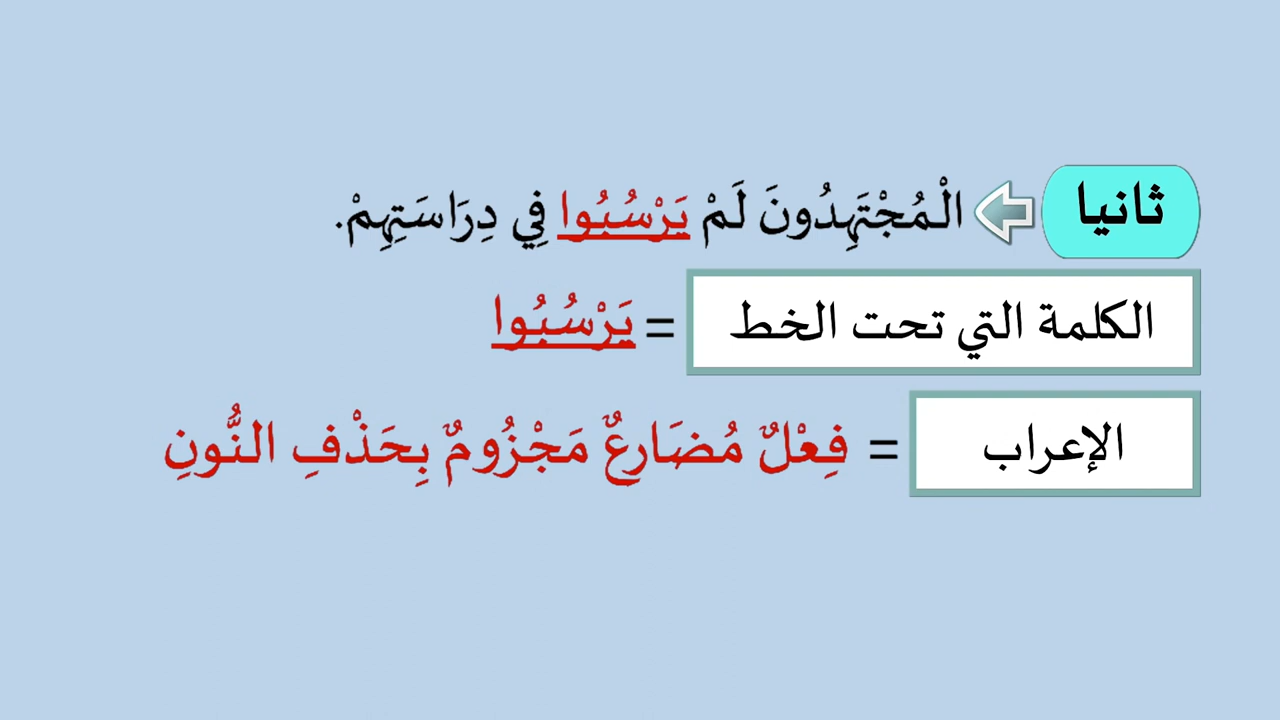 ثانيا الْمُجْتَهِدُونَ لَمْ يَرْسُبُوا فِي دِرَاسَتِهِمْ.
الكلمة التي تحت الخط = يَرْسُبُوا
الإعراب = فِعْلٌ مُضَارِعٌ مَجْزُومٌ بِحَذْفِ النُّونِ